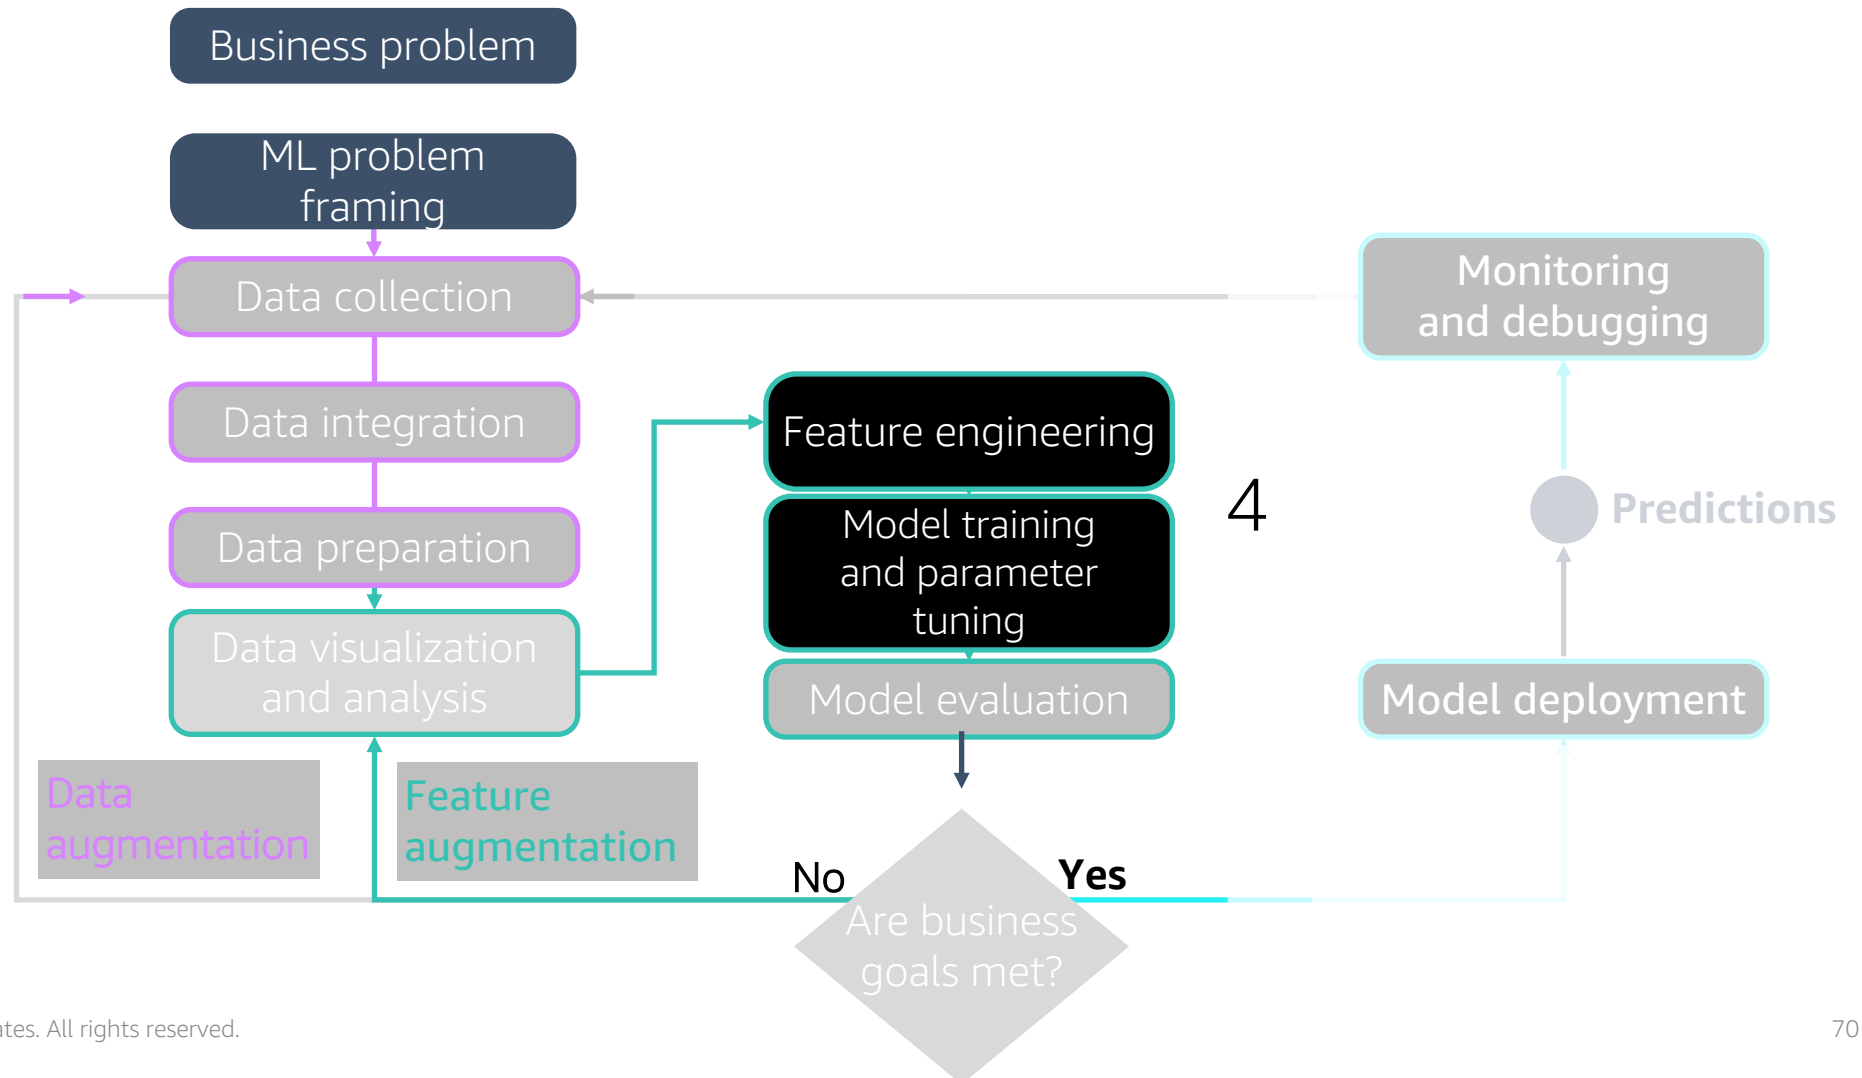 Business problem
ML problem
framing
Data collection
Data integration
Data preparation
Data visualization
and analysis
Data
augmentation
Feature
augmentation
Feature engineering
Model training
and parameter
tuning
Model evaluation
4
No
Yes
Are business
goals met?
Monitoring
and debugging
Predictions
Model deployment
ates. All rights reserved.
70